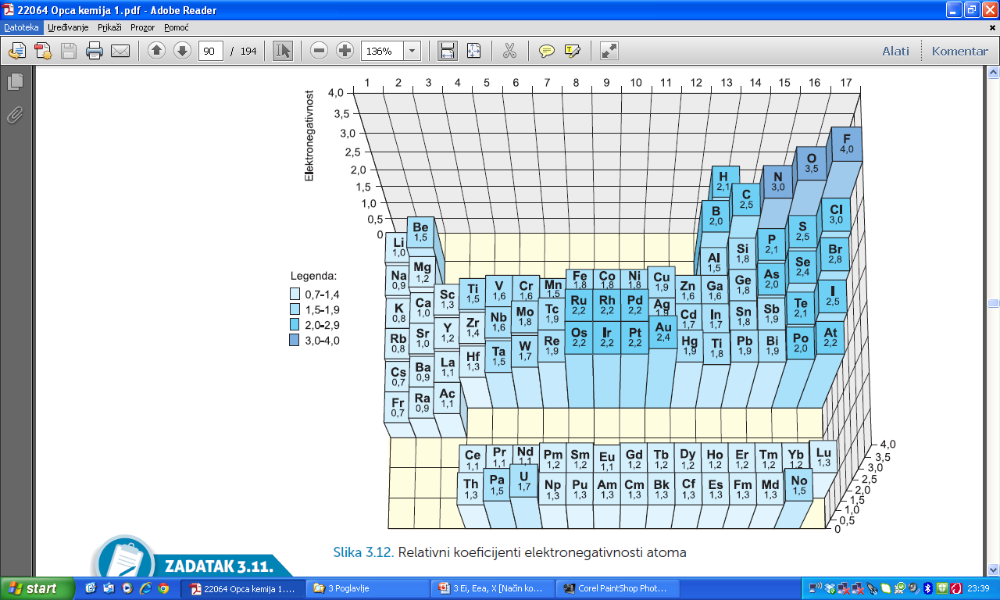 22064 Opca kemija 1.pdf - Adobe Reader
Datoteka Uređivanje Prikaži Prozor Pomoć
90 / 194 136% Alati Komentar
1 2 3 4 5 6 7 8 9 10 11 12 13 14 15 16 17
Elektronegativnost
4,0
3,5
3,0
2,5
2,0
1,5
1,0
0,5
0
H 2,1
Li 1,0 Be 1,5 B 2,0 C 2,5 N 3,0 O 3,5 F 4,0
Na 0,9 Mg 1,2 Al 1,5 Si 1,8 P 2,1 S 2,5 Cl 3,0
K 0,8 Ca 1,0 Sc 1,3 Ti 1,5 V 1,6 Cr 1,6 Mn 1,5 Fe 1,8 Co 1,8 Ni 1,8 Cu 1,9 Zn 1,6 Ga 1,6 Ge 1,8 As 2,0 Se 2,4 Br 2,8
Rb 0,8 Sr 1,0 Y 1,2 Zr 1,4 Nb 1,6 Mo 1,8 Tc 1,9 Ru 2,2 Rh 2,2 Pd 2,2 Ag 1,9 Cd 1,7 In 1,7 Sn 1,8 Sb 1,9 Te 2,1 I 2,5
Cs 0,7 Ba 0,9 La 1,1 Hf 1,3 Ta 1,5 W 1,7 Re 1,9 Os 2,2 Ir 2,2 Pt 2,2 Au 2,4 Hg 1,9 Ti 1,8 Pb 1,9 Bi 1,9 Po 2,0 At 2,2
Fr 0,7 Ra 0,9 Ac 1,1
Legenda:
0,7-1,4
1,5-1,9
2,0-2,9
3,0-4,0
Ce 1,1 Pr 1,1 Nd 1,1 Pm 1,2 Sm 1,2 Eu 1,1 Gd 1,2 Tb 1,2 Dy 1,2 Ho 1,2 Er 1,2 Tm 1,2 Yb 1,2 Lu 1,3
Th 1,3 Pa 1,5 U 1,7 Np 1,3 Pu 1,3 Am 1,3 Cm 1,3 Bk 1,3 Cf 1,3 Es 1,3 Fm 1,3 Md 1,3 No 1,5
4,0
3,5
3,0
2,5
2,0
1,5
1,0
0,5
0
Slika 3.12. Relativni koeficijenti elektronegativnosti atoma
ZADATAK 3.11.
start 22064 Opca kemija 1.... 3 Poglavlje 3 Ei, Eea, X [Način ko... Corel PaintShop Phot... 23:39